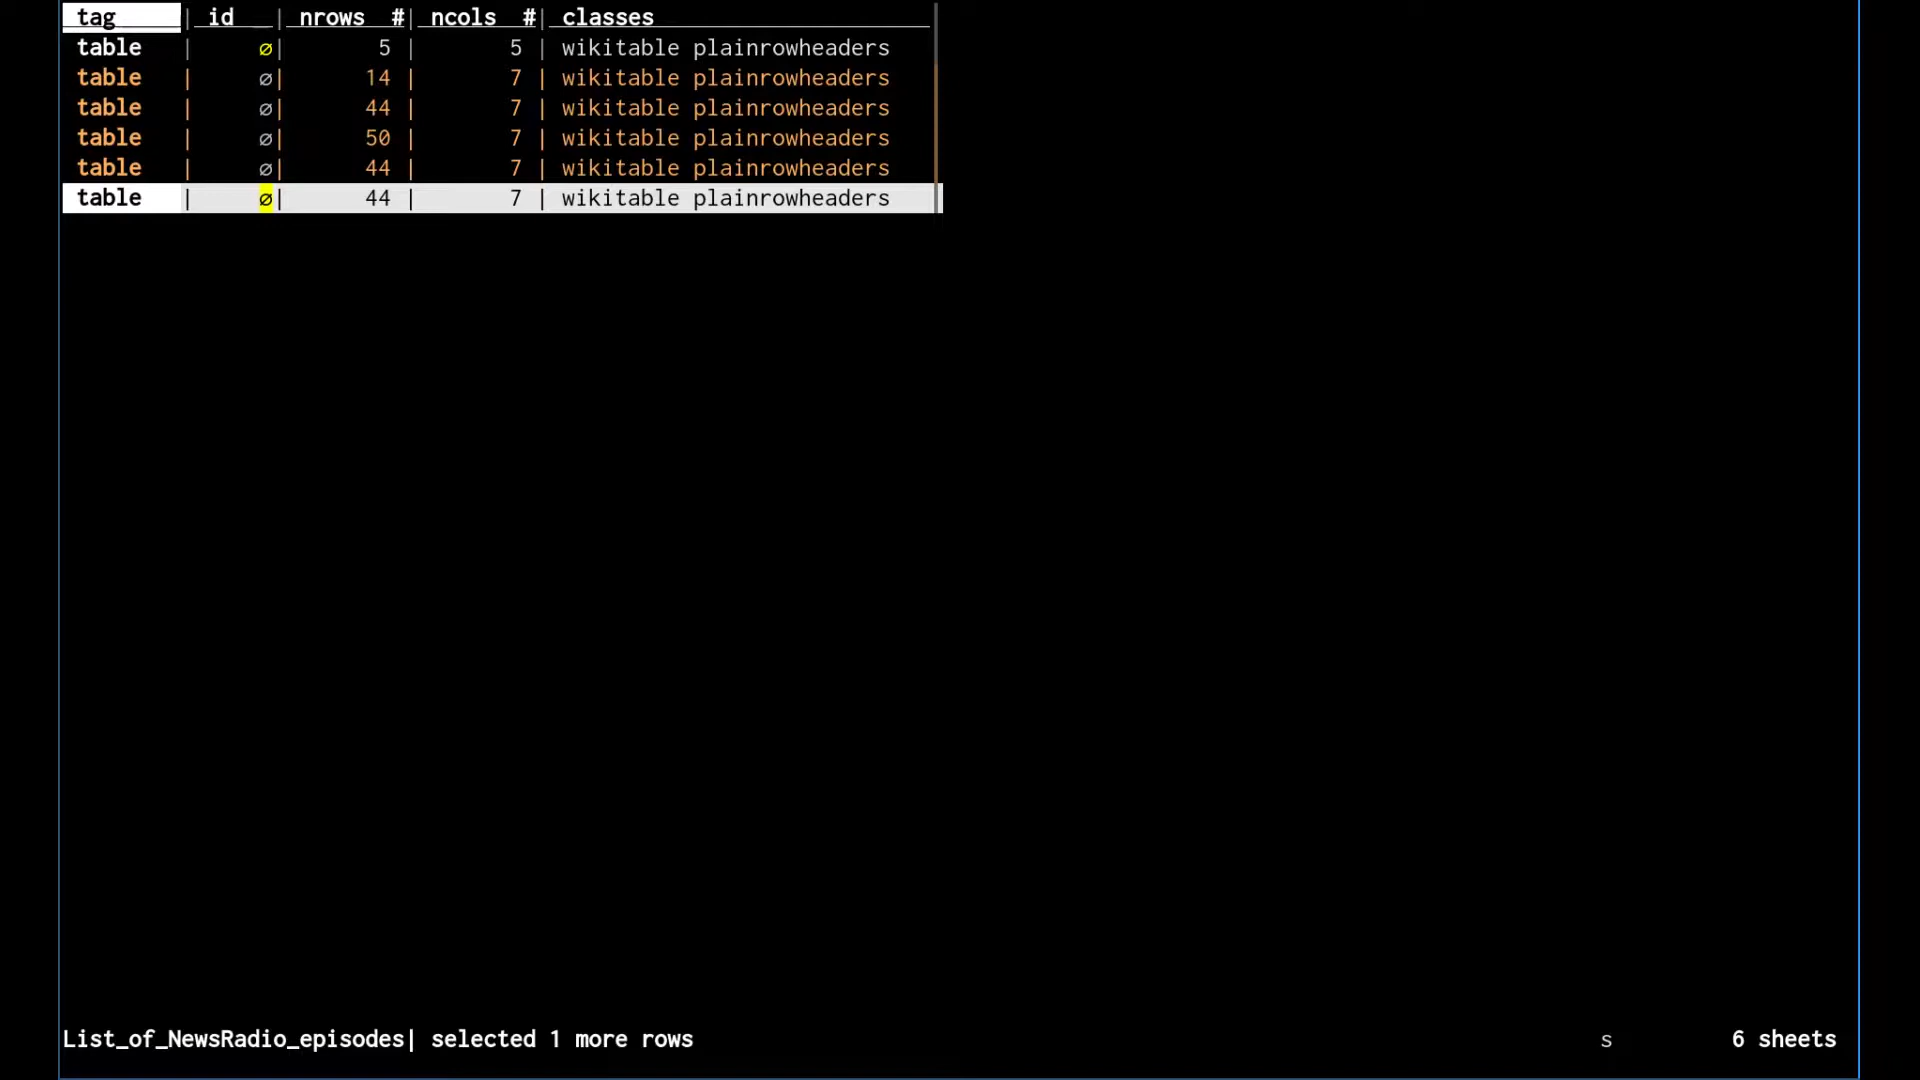 tag | id | nrows #| ncols #| classes
table | ∅| 5 | 5 | wikitable plainrowheaders
table | ∅| 14 | 7 | wikitable plainrowheaders
table | ∅| 44 | 7 | wikitable plainrowheaders
table | ∅| 50 | 7 | wikitable plainrowheaders
table | ∅| 44 | 7 | wikitable plainrowheaders
table | ∅| 44 | 7 | wikitable plainrowheaders
List_of_NewsRadio_episodes| selected 1 more rows s 6 sheets